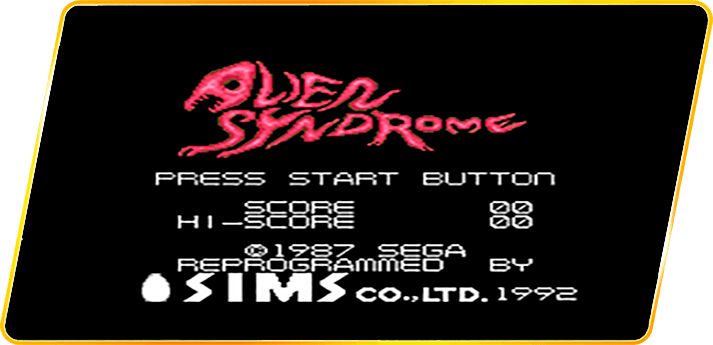 ALIEN
SYNDROME
PRESS START BUTTON
SCORE 00
HI-SCORE 00
©1987 SEGA
REPROGRAMMED BY
SIMS CO.,LTD. 1992